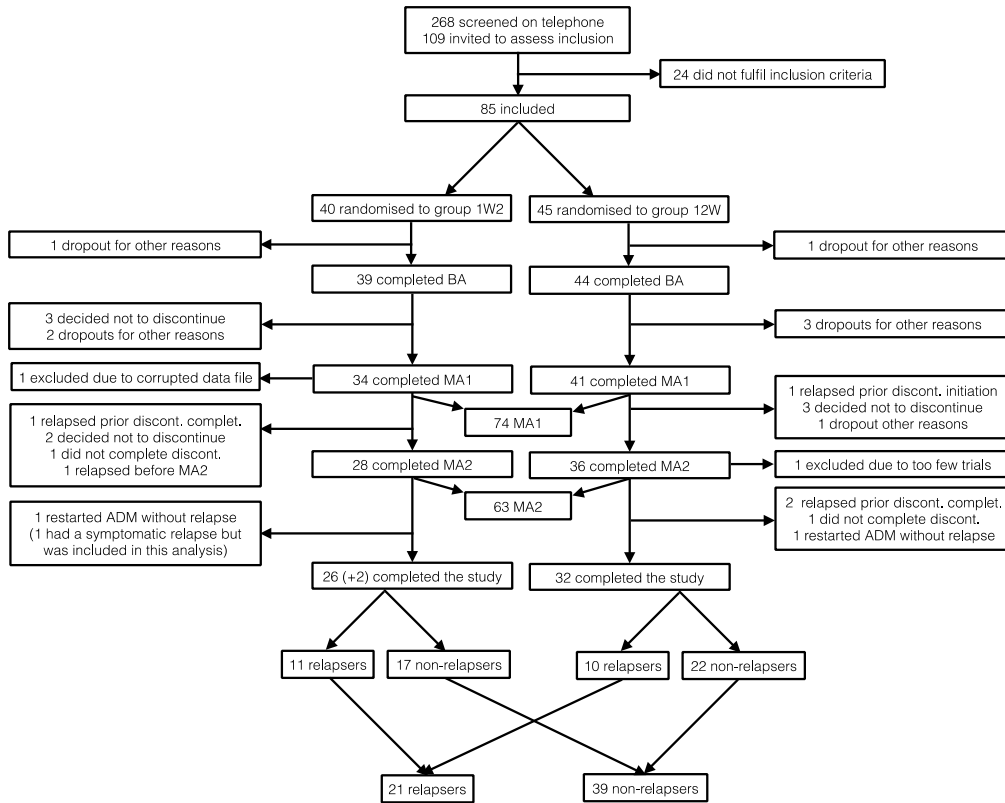 268 screened on telephone
109 invited to assess inclusion
24 did not fulfil inclusion criteria
85 included
40 randomised to group 1W2
45 randomised to group 12W
1 dropout for other reasons
1 dropout for other reasons
39 completed BA
44 completed BA
3 decided not to discontinue
2 dropouts for other reasons
3 dropouts for other reasons
1 excluded due to corrupted data file
34 completed MA1
41 completed MA1
1 relapsed prior discont. initiation
3 decided not to discontinue
1 dropout other reasons
74 MA1
1 relapsed prior discont. complet.
2 decided not to discontinue
1 did not complete discont.
1 relapsed before MA2
28 completed MA2
36 completed MA2
1 excluded due to too few trials
63 MA2
2 relapsed prior discont. complet.
1 did not complete discont.
1 restarted ADM without relapse
1 restarted ADM without relapse
(1 had a symptomatic relapse but
was included in this analysis)
26 (+2) completed the study
32 completed the study
11 relapsers
17 non-relapsers
10 relapsers
22 non-relapsers
21 relapsers
39 non-relapsers